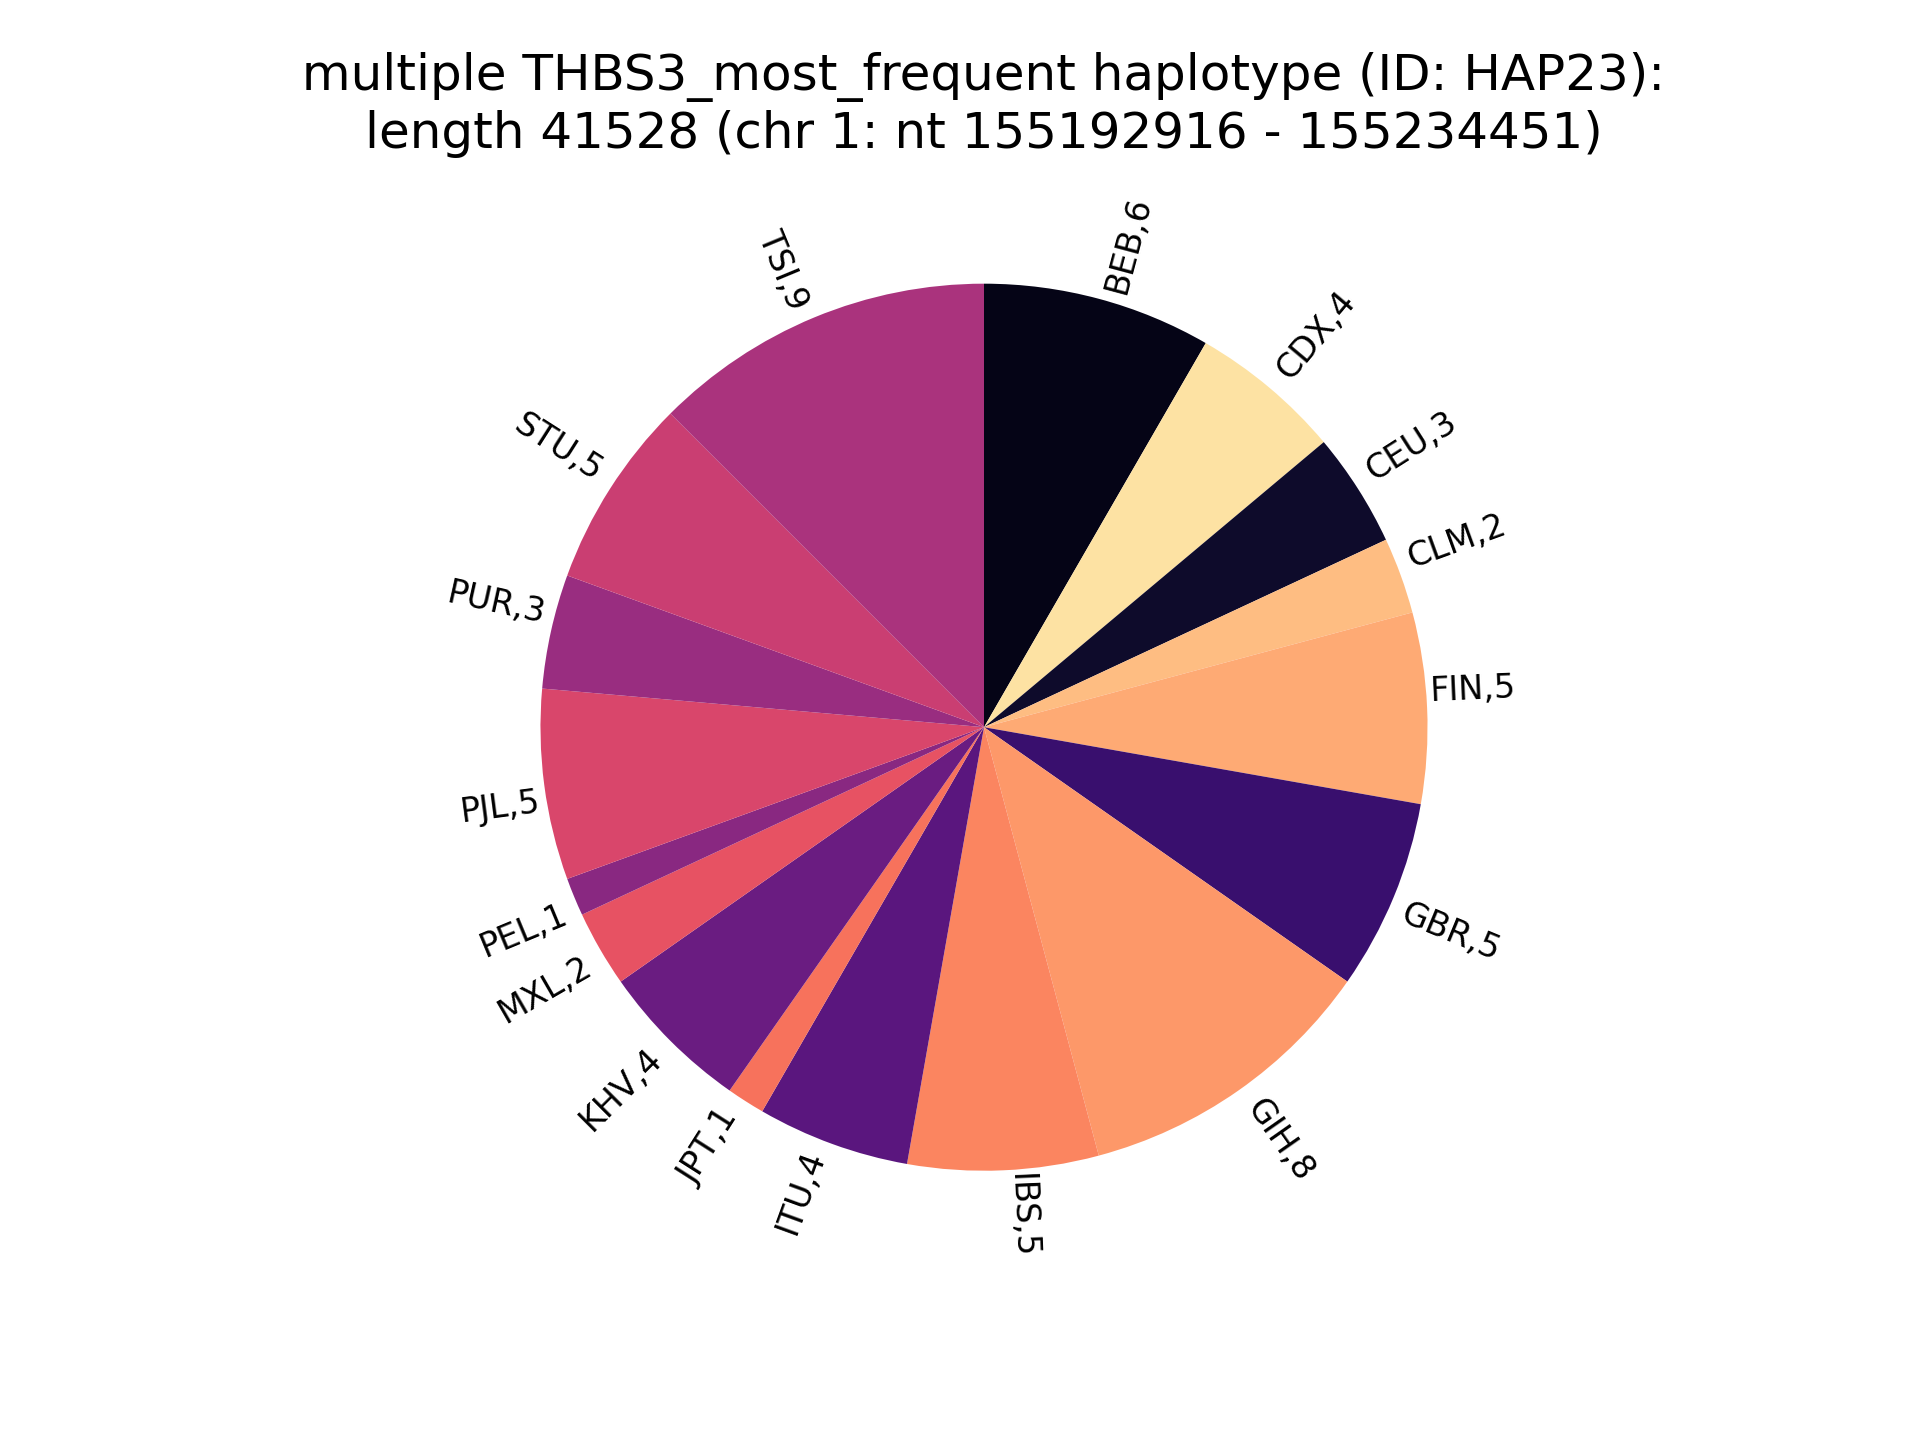 multiple THBS3_most_frequent haplotype (ID: HAP23):
length 41528 (chr 1: nt 155192916 - 155234451)
BEB,6
CDX,4
CEU,3
CLM,2
FIN,5
GBR,5
GIH,8
IBS,5
ITU,4
JPT,1
KHV,4
MXL,2
PEL,1
PJL,5
PUR,3
STU,5
TSI,9